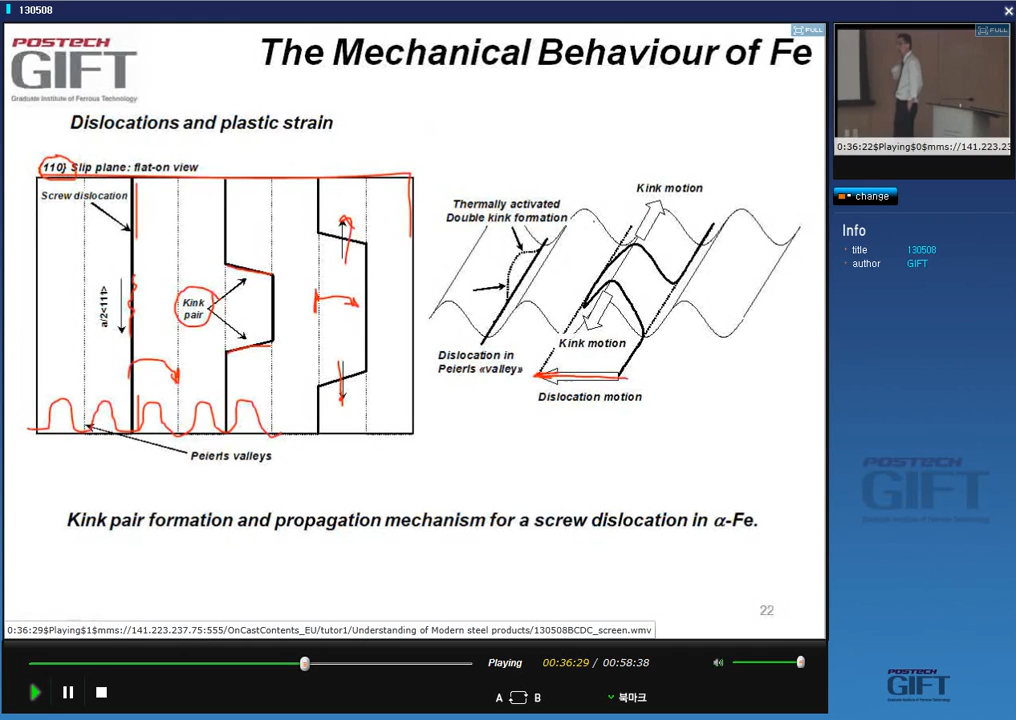 130508
POSTECH
GIFT
Graduate Institute of Ferrous Technology
The Mechanical Behaviour of Fe
FULL
FULL
Dislocations and plastic strain
110} Slip plane: flat-on view
Screw dislocation
a/2<111>
Kink
pair
Peierls valleys
Thermally activated
Double kink formation
Kink motion
Kink motion
Dislocation in
Peierls «valley»
Dislocation motion
Kink pair formation and propagation mechanism for a screw dislocation in α-Fe.
22
0:36:29$Playing$1$mms://141.223.237.75:555/OnCastContents_EU/tutor1/Understanding of Modern steel products/130508BCDC_screen.wmv
0:36:22$Playing$0$mms://141.223.23
change
Info
title 130508
author GIFT
POSTECH
GIFT
Playing 00:36:29 / 00:58:38
A B 북마크
POSTECH
GIFT